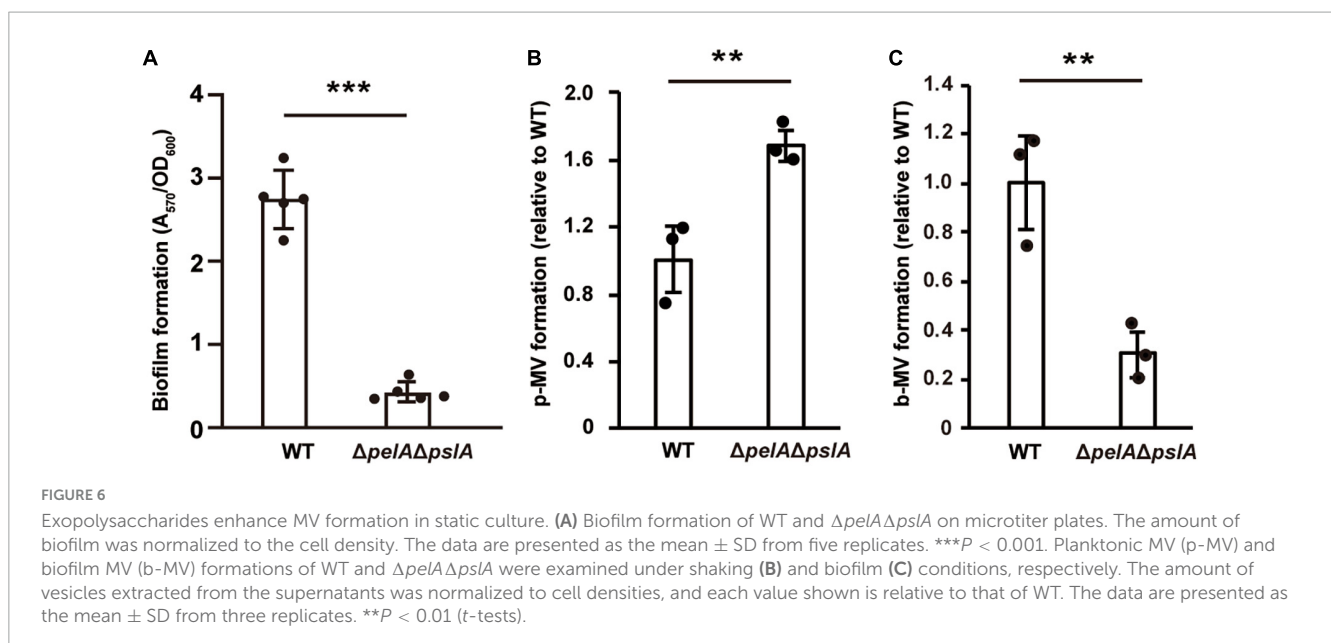 A
***
4
3
2
1
0
Biofilm formation (A570/OD600)
WT
ΔpelAΔpslA
B
**
2.0
1.6
1.2
0.8
0.4
0
p-MV formation (relative to WT)
WT
ΔpelAΔpslA
C
**
1.4
1.2
1.0
0.8
0.6
0.4
0.2
0
b-MV formation (relative to WT)
WT
ΔpelAΔpslA
FIGURE 6
Exopolysaccharides enhance MV formation in static culture. (A) Biofilm formation of WT and ΔpelAΔpslA on microtiter plates. The amount of
biofilm was normalized to the cell density. The data are presented as the mean ± SD from five replicates. ***P < 0.001. Planktonic MV (p-MV) and
biofilm MV (b-MV) formations of WT and ΔpelAΔpslA were examined under shaking (B) and biofilm (C) conditions, respectively. The amount of
vesicles extracted from the supernatants was normalized to cell densities, and each value shown is relative to that of WT. The data are presented as
the mean ± SD from three replicates. **P < 0.01 (t-tests).